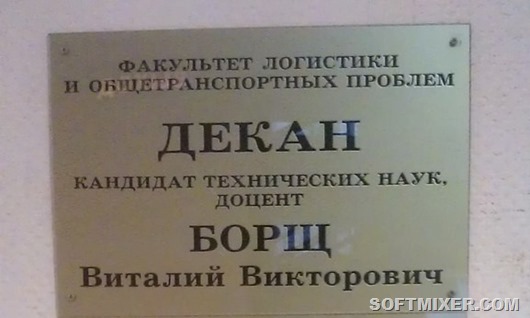 ФАКУЛЬТЕТ ЛОГИСТИКИ
И ОБЩЕТРАНСПОРТНЫХ ПРОБЛЕМ
ДЕКАН
КАНДИДАТ ТЕХНИЧЕСКИХ НАУК,
ДОЦЕНТ
БОРЩ
Виталий Викторович
SOFTMIXER.COM